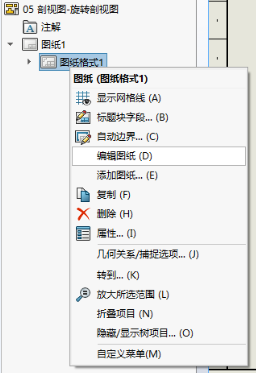 05 剖视图-旋转剖视图
注解
图纸1
图纸格式1
图纸 (图纸格式1)
显示网格线 (A)
标题块字段... (B)
自动边界... (C)
编辑图纸 (D)
添加图纸... (E)
复制 (F)
删除 (H)
属性... (I)
几何关系/捕捉选项... (J)
转到... (K)
放大所选范围 (L)
折叠项目 (N)
隐藏/显示树项目... (O)
自定义菜单(M)